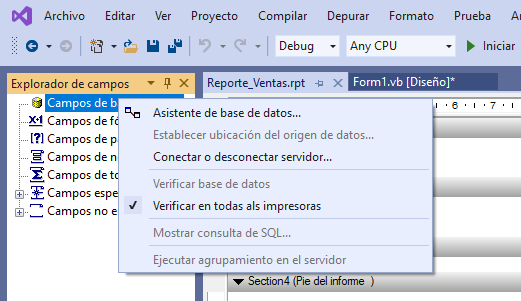 Archivo Editar Ver Proyecto Compilar Depurar Formato Prueba
Debug Any CPU Iniciar
Explorador de campos
Reporte_Ventas.rpt Form1.vb [Diseño]*
Campos de b
Campos de fó
Campos de p
Campos de n
Campos de to
Campos espe
Campos no e
Asistente de base de datos...
Establecer ubicación del origen de datos...
Conectar o desconectar servidor...
Verificar base de datos
Verificar en todas als impresoras
Mostrar consulta de SQL...
Ejecutar agrupamiento en el servidor
6 7
Section4 (Pie del informe )